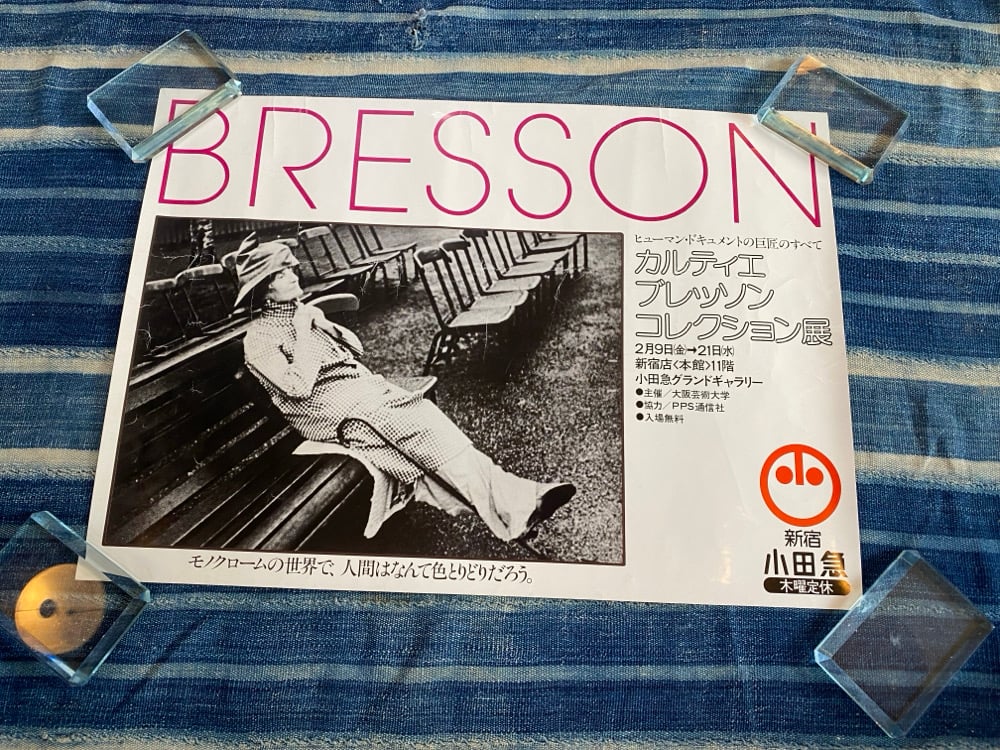 BRESSON
ヒューマン・ドキュメントの巨匠のすべて
カルティエ
ブレッソン
コレクション展
2月9日(金)→21日(水)
新宿店<本館>11階
小田急グランドギャラリー
●主催/大阪芸術大学
●協力/PPS通信社
●入場無料
新宿
小田急
木曜定休
モノクロームの世界で、人間はなんて色とりどりだろう。